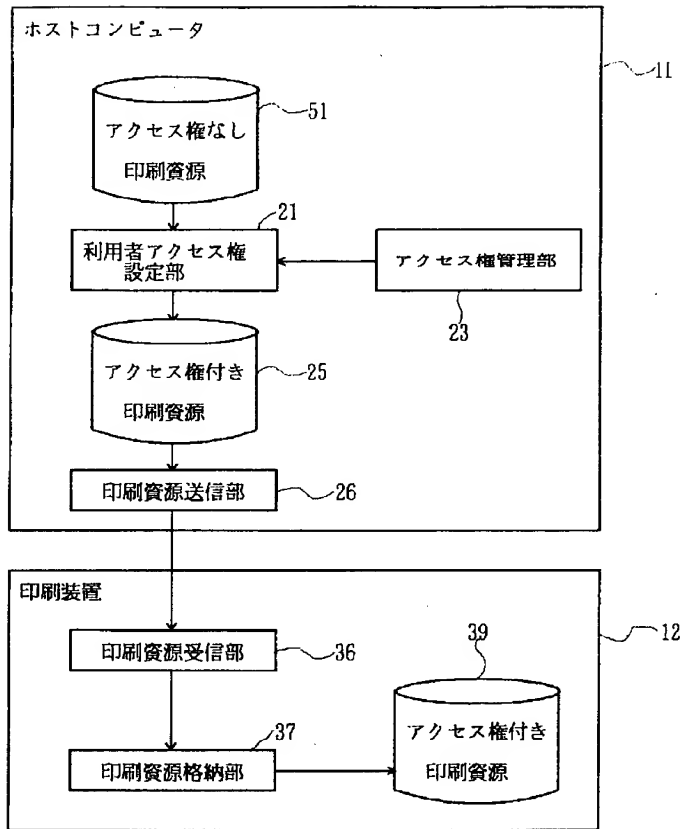 ホストコンピュータ
11
51
アクセス権なし
印刷資源
21
利用者アクセス権
設定部
アクセス権管理部
23
アクセス権付き
印刷資源
25
印刷資源送信部
26
印刷装置
12
印刷資源受信部
36
39
アクセス権付き
印刷資源
37
印刷資源格納部